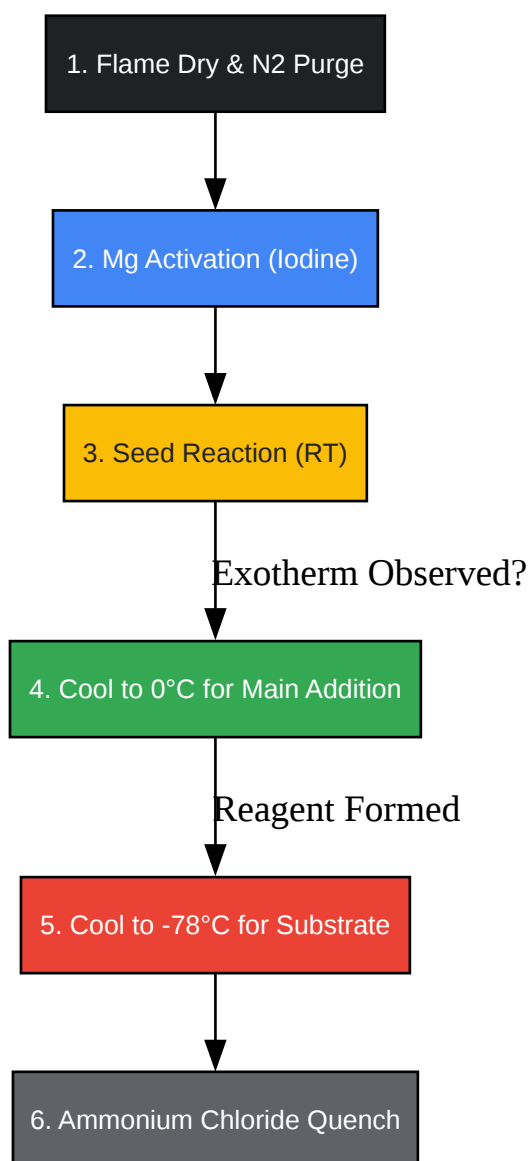 1. Flame Dry & N2 Purge
2. Mg Activation (Iodine)
3. Seed Reaction (RT)
Exotherm Observed?
4. Cool to 0°C for Main Addition
Reagent Formed
5. Cool to -78°C for Substrate
6. Ammonium Chloride Quench